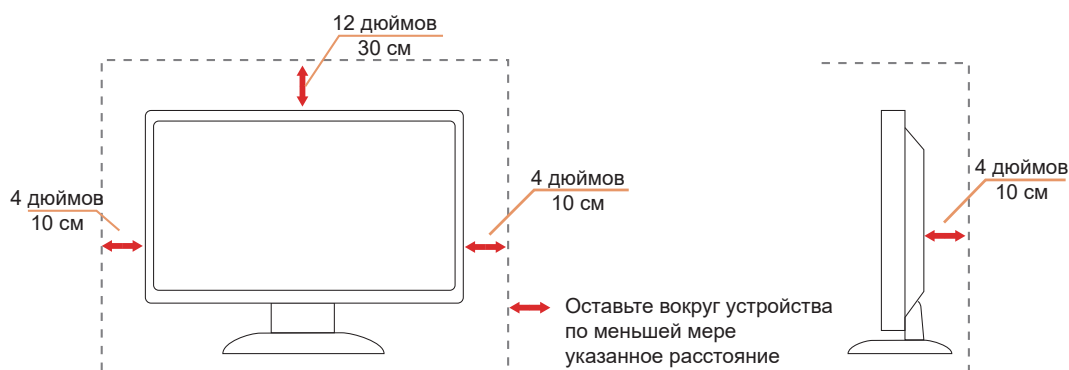 12 дюймов
30 см
4 дюймов
10 см
4 дюймов
10 см
4 дюймов
10 см
Оставьте вокруг устройства
по меньшей мере
указанное расстояние